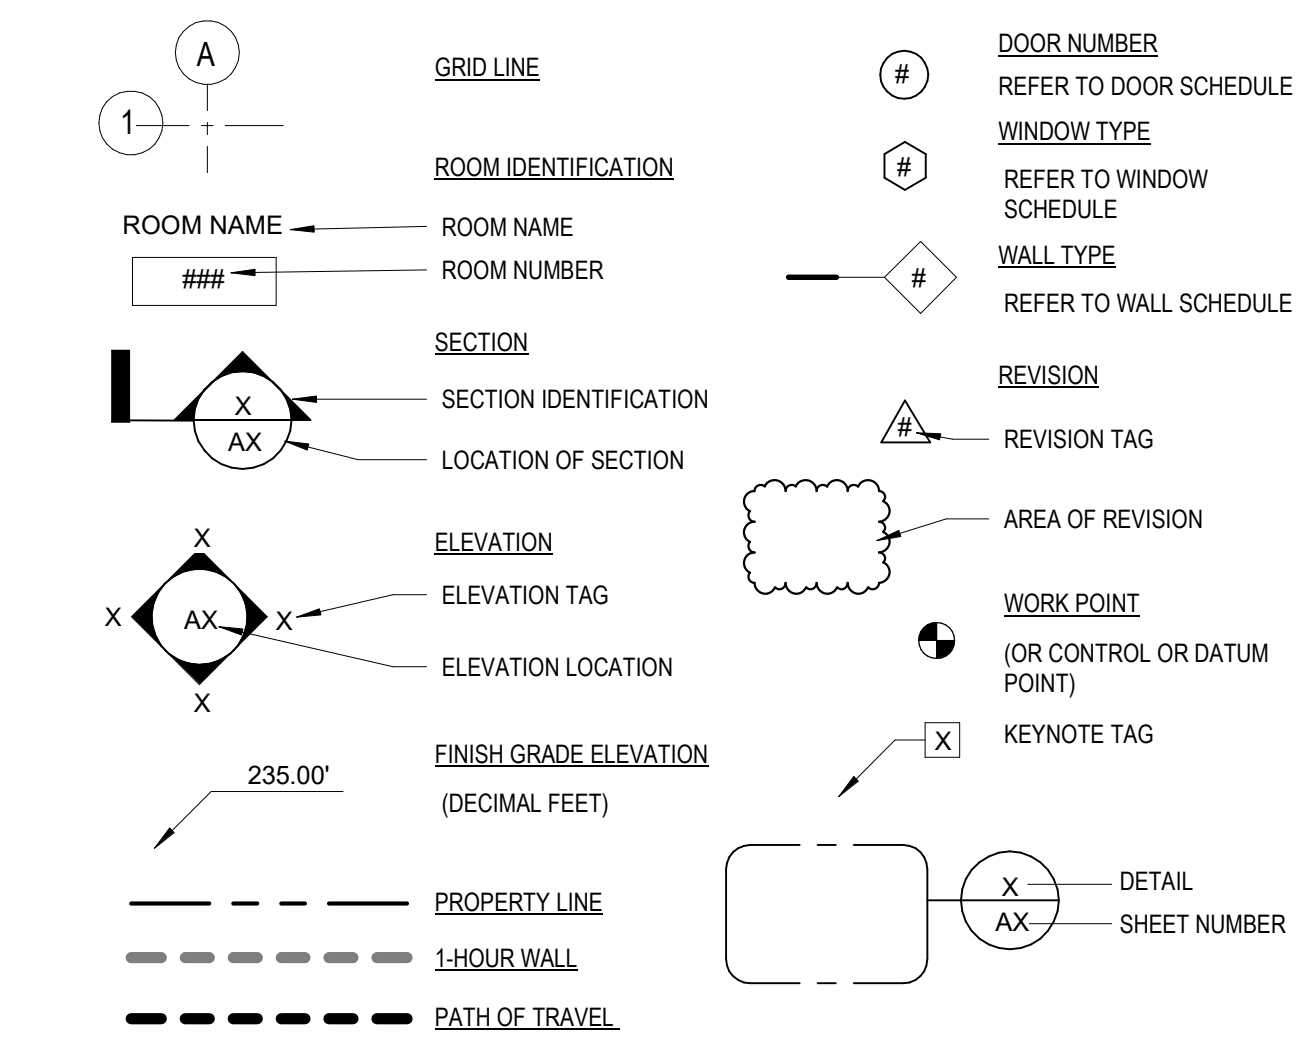 A
1
GRID LINE
ROOM IDENTIFICATION
ROOM NAME
ROOM NAME
###
ROOM NUMBER
SECTION
X
SECTION IDENTIFICATION
AX
LOCATION OF SECTION
ELEVATION
X
ELEVATION TAG
X
AX
X
ELEVATION LOCATION
X
FINISH GRADE ELEVATION
235.00'
(DECIMAL FEET)
PROPERTY LINE
1-HOUR WALL
PATH OF TRAVEL
DOOR NUMBER
#
REFER TO DOOR SCHEDULE
WINDOW TYPE
#
REFER TO WINDOW
SCHEDULE
WALL TYPE
#
REFER TO WALL SCHEDULE
REVISION
#
REVISION TAG
AREA OF REVISION
WORK POINT
(OR CONTROL OR DATUM
POINT)
X
KEYNOTE TAG
X
DETAIL
AX
SHEET NUMBER